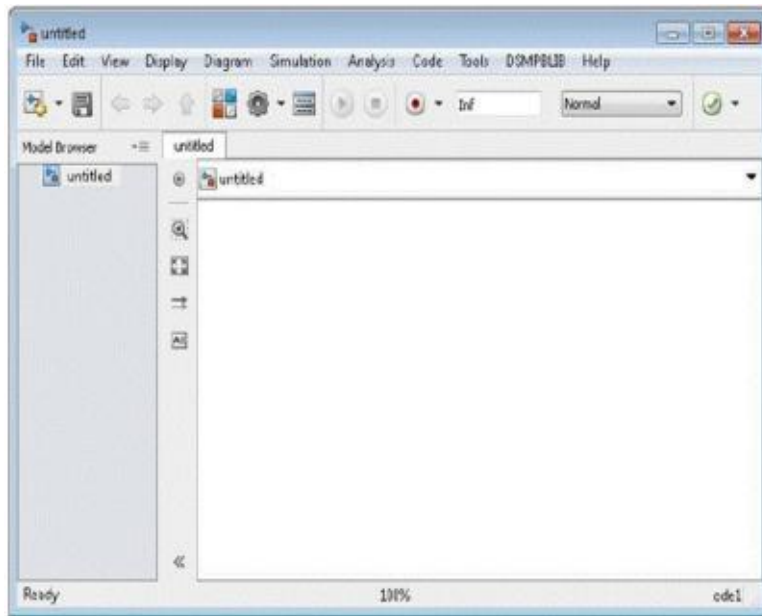 untitled
File Edit View Display Diagram Simulation Analysis Code Tools DSMPBLIB Help
Inf Normal
Model Browser untitled
untitled untitled
Ready 100% ode1